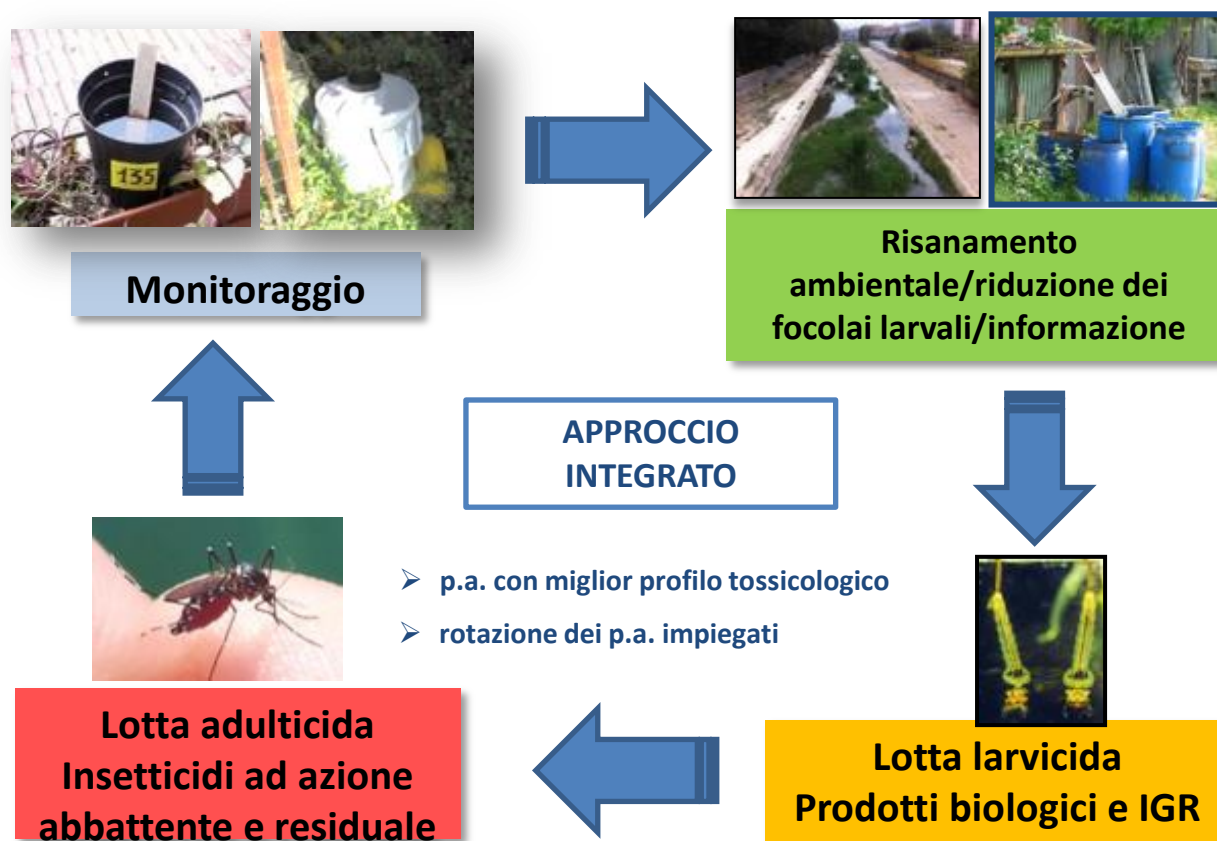 135
Monitoraggio
Risanamento
ambientale/riduzione dei
focolai larvali/informazione
APPROCCIO
INTEGRATO
➢ p.a. con miglior profilo tossicologico
➢ rotazione dei p.a. impiegati
Lotta adulticida
Insetticidi ad azione
abbattente e residuale
Lotta larvicida
Prodotti biologici e IGR